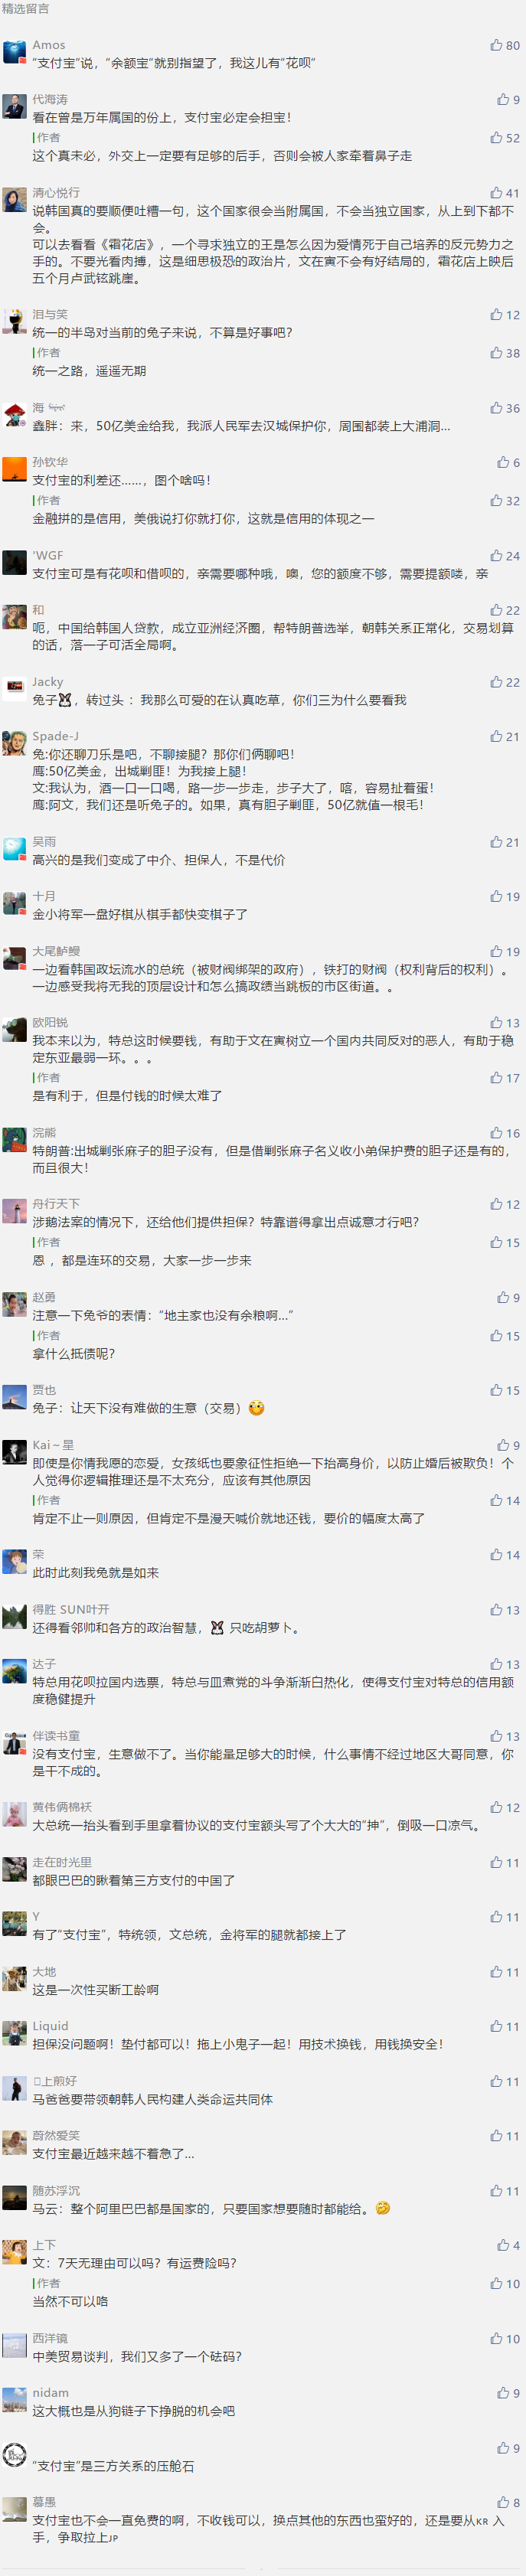 精选留言
Amos
80
“支付宝”说，“余额宝”就别指望了，我这儿有“花呗”
代海涛
9
看在曾是万年属国的份上，支付宝必定会担宝！
作者
52
这个真未必，外交上一定要有足够的后手，否则会被人家牵着鼻子走
清心悦行
41
说韩国真的要顺便吐糟一句，这个国家很会当附属国，不会当独立国家，从上到下都不
会。
可以去看看《霜花店》，一个寻求独立的王是怎么因为爱情死于自己培养的反元势力之
手的。不要光看肉搏，这是细思极恐的政治片，文在寅不会有好结局的，霜花店上映后
五个月卢武铉跳崖。
泪与笑
12
统一的半岛对当前的兔子来说，不算是好事吧？
作者
38
统一之路，遥遥无期
海
36
鑫胖：来，50亿美金给我，我派人民军去汉城保护你，周围都装上大浦洞...
孙钦华
6
支付宝的利差还……，图个啥吗！
作者
32
金融拼的是信用，美俄说打你就打你，这就是信用的体现之一
'WGF
24
支付宝可是有花呗和借呗的，亲需要哪种哦，噢，您的额度不够，需要提额喽，亲
和
22
呃，中国给韩国人贷款，成立亚洲经济圈，帮特朗普选举，朝韩关系正常化，交易划算
的话，落一子可活全局啊。
Jacky
22
兔子，转过头 ：我那么可爱的在认真吃草，你们三为什么要看我
Spade-J
21
兔:你还聊刀乐是吧，不聊接腿？那你们俩聊吧！
鹰:50亿美金，出城剿匪！为我接上腿！
文:我认为，酒一口一口喝，路一步一步走，步子大了，嘻，容易扯着蛋！
鹰:阿文，我们还是听兔子的。如果，真有胆子剿匪，50亿就值一根毛！
吴雨
21
高兴的是我们变成了中介、担保人，不是代价
十月
19
金小将军一盘好棋从棋手都快变棋子了
大尾鲈鳗
19
一边看韩国政坛流水的总统（被财阀绑架的政府），铁打的财阀（权利背后的权利）。
一边感受我将无我的顶层设计和怎么搞政绩当跳板的市区街道。。
欧阳锐
13
我本来以为，特总这时候要钱，有助于文在寅树立一个国内共同反对的恶人，有助于稳
定东亚最弱一环。。。
作者
17
是有利于，但是付钱的时候太难了
浣熊
16
特朗普:出城剿张麻子的胆子没有，但是借剿张麻子名义收小弟保护费的胆子还是有的，
而且很大！
舟行天下
12
涉鹅法案的情况下，还给他们提供担保？特靠谱得拿出点诚意才行吧？
作者
15
恩 ，都是连环的交易，大家一步一步来
赵勇
9
注意一下兔爷的表情：“地主家也没有余粮啊...”
作者
15
拿什么抵债呢？
贾也
15
兔子：让天下没有难做的生意（交易）
Kai～星
9
即使是你情我愿的恋爱，女孩纸也要象征性拒绝一下抬高身价，以防止婚后被欺负！个
人觉得你逻辑推理还是不太充分，应该有其他原因
作者
14
肯定不止一则原因，但肯定不是漫天喊价就地还钱，要价的幅度太高了
荣
14
此时此刻我兔就是如来
得胜 SUN叶开
13
还得看邻帅和各方的政治智慧， 只吃胡萝卜。
达子
13
特总用花呗拉国内选票，特总与皿煮党的斗争渐渐白热化，使得支付宝对特总的信用额
度稳健提升
伴读书童
13
没有支付宝，生意做不了。当你能量足够大的时候，什么事情不经过地区大哥同意，你
是干不成的。
黄伟俩棉袄
12
大总统一抬头看到手里拿着协议的支付宝额头写了个大大的“抻”，倒吸一口凉气。
走在时光里
11
都眼巴巴的瞅着第三方支付的中国了
Y
11
有了“支付宝”，特统领，文总统，金将军的腿就都接上了
大地
11
这是一次性买断工龄啊
Liquid
11
担保没问题啊！垫付都可以！拖上小鬼子一起！用技术换钱，用钱换安全！
上煎好
11
马爸爸要带领朝韩人民构建人类命运共同体
蔚然爱笑
11
支付宝最近越来越不着急了...
随苏浮沉
11
马云：整个阿里巴巴都是国家的，只要国家想要随时都能给。
上下
4
文：7天无理由可以吗？有运费险吗？
作者
10
当然不可以咯
西洋镜
10
中美贸易谈判，我们又多了一个砝码？
nidam
9
这大概也是从狗链子下挣脱的机会吧
9
“支付宝”是三方关系的压舱石
慕愚
8
支付宝也不会一直免费的啊，不收钱可以，换点其他的东西也蛮好的，还是要从KR 入
手，争取拉上JP